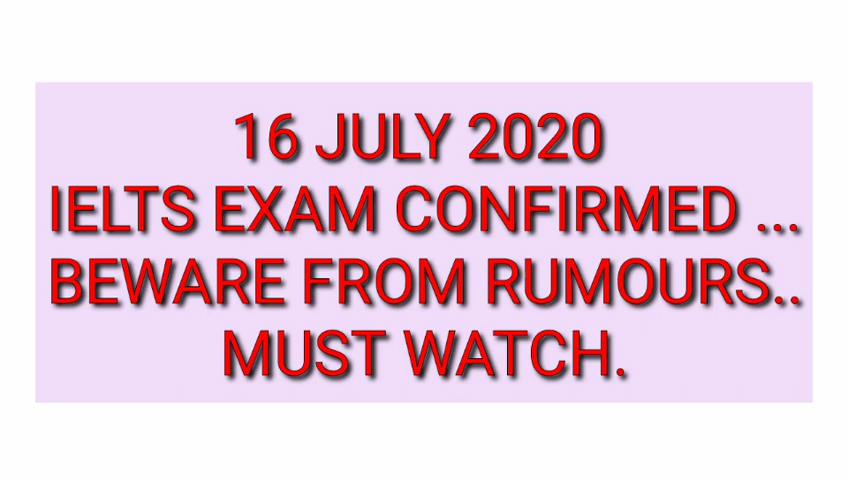 16 JULY 2020
IELTS EXAM CONFIRMED ...
BEWARE FROM RUMOURS..
MUST WATCH.